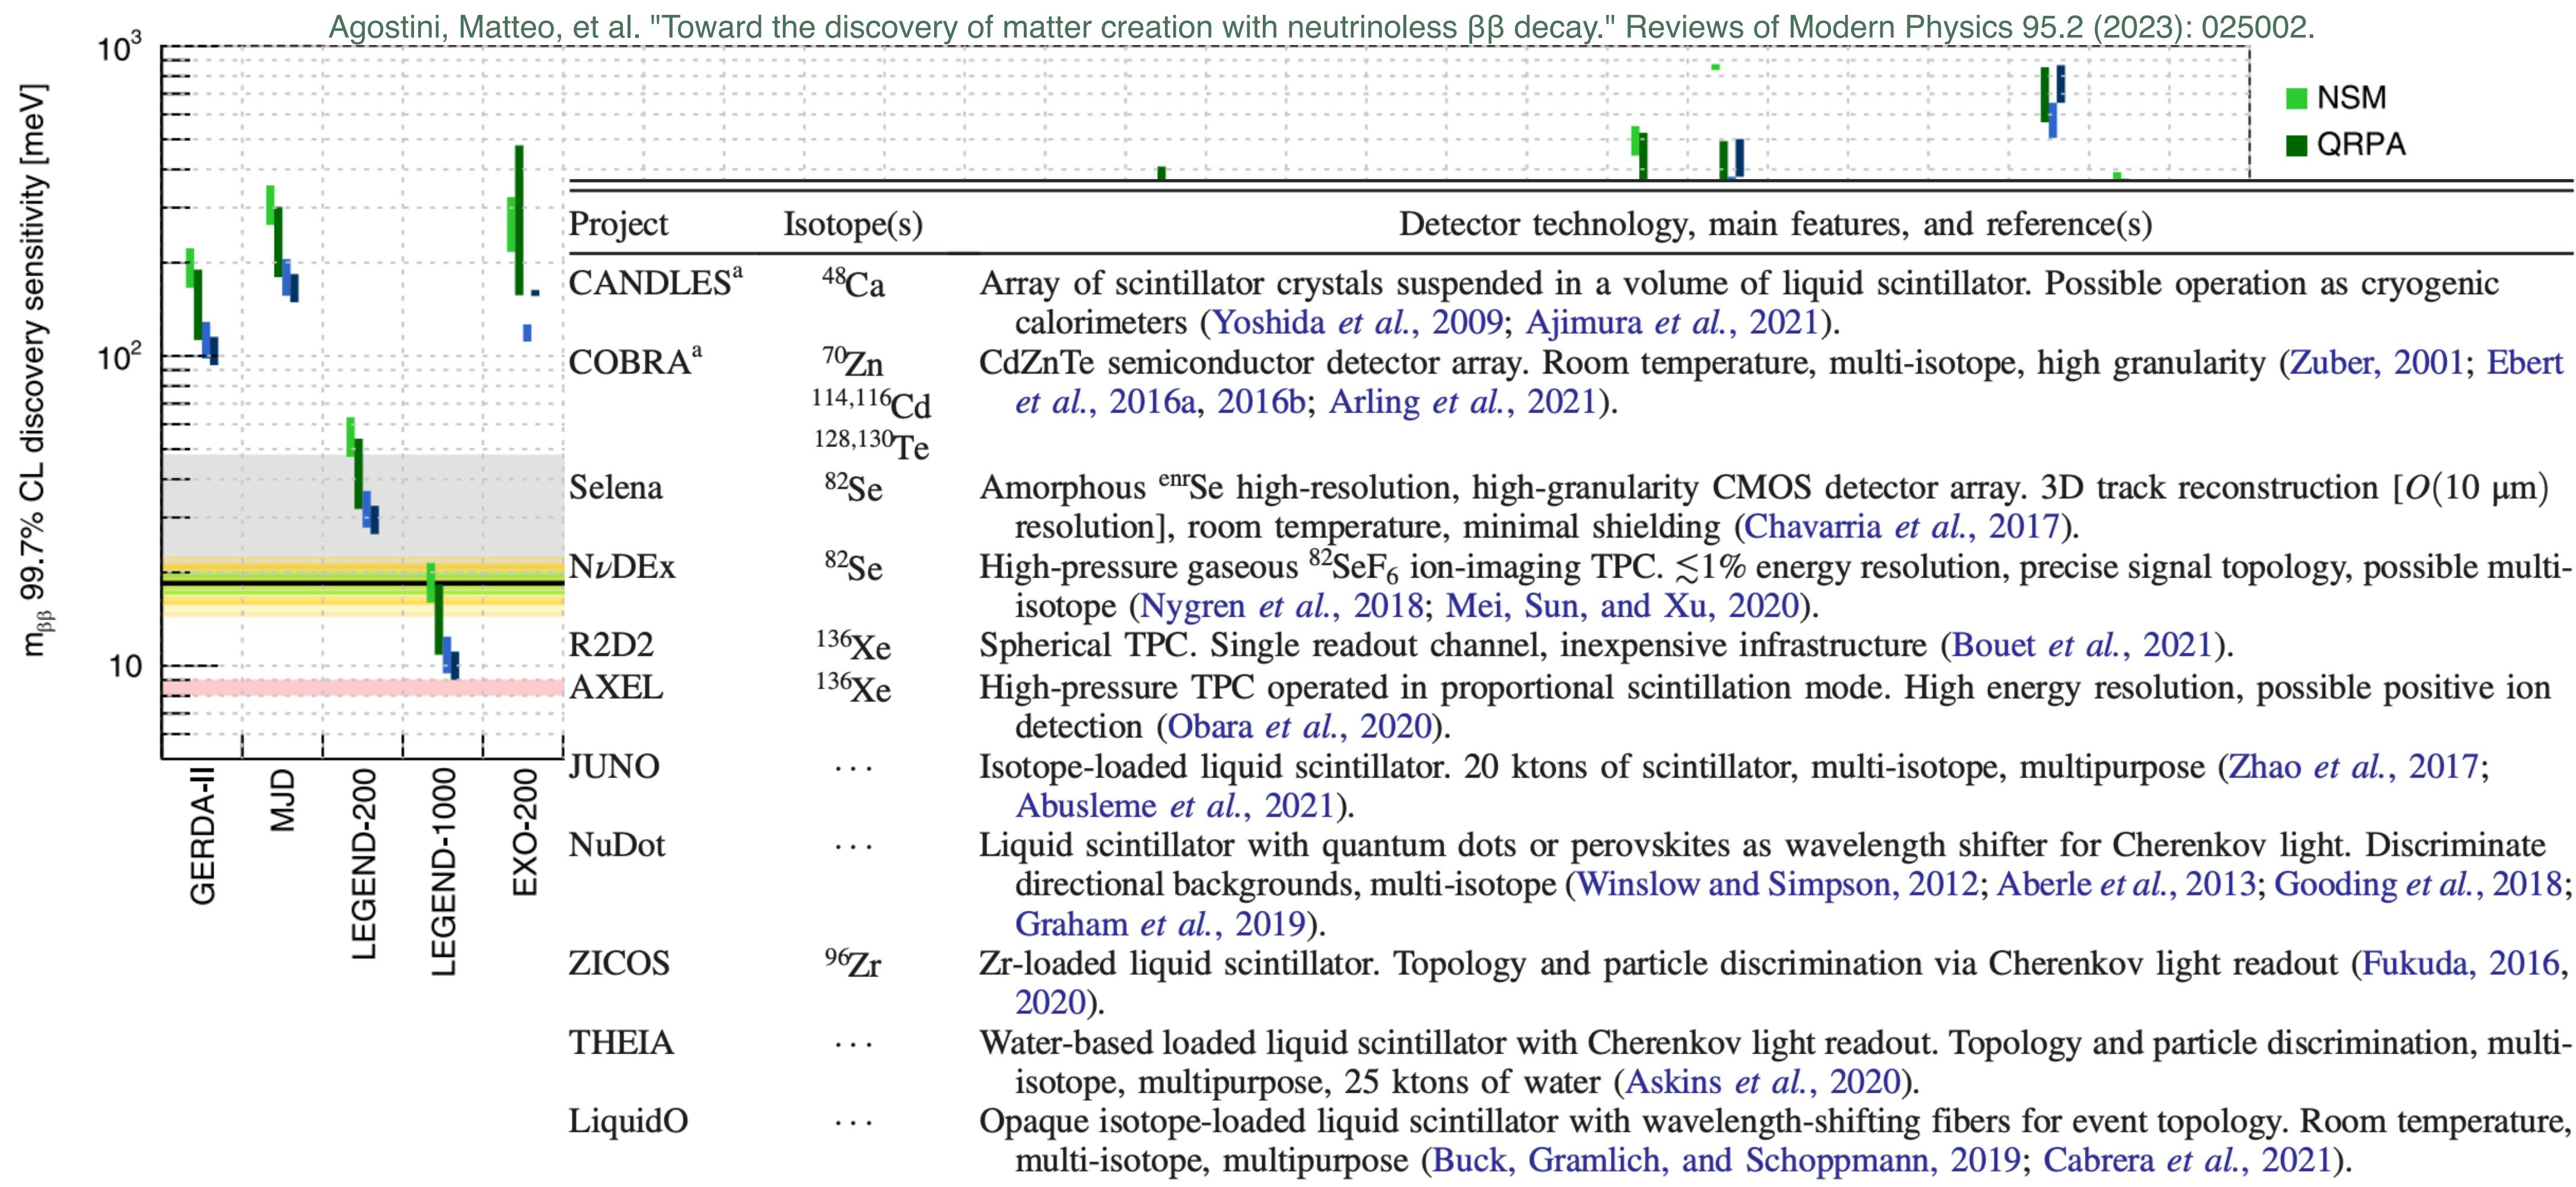 Agostini, Matteo, et al. "Toward the discovery of matter creation with neutrinoless ββ decay." Reviews of Modern Physics 95.2 (2023): 025002.
10³
10²
10
m_ββ 99.7% CL discovery sensitivity [meV]
NSM
QRPA
GERDA-II
MJD
LEGEND-200
LEGEND-1000
EXO-200
Project Isotope(s) Detector technology, main features, and reference(s)
CANDLESᵃ ⁴⁸Ca Array of scintillator crystals suspended in a volume of liquid scintillator. Possible operation as cryogenic
calorimeters (Yoshida et al., 2009; Ajimura et al., 2021).
COBRAᵃ ⁷⁰Zn CdZnTe semiconductor detector array. Room temperature, multi-isotope, high granularity (Zuber, 2001; Ebert
¹¹⁴,¹¹⁶Cd et al., 2016a, 2016b; Arling et al., 2021).
¹²⁸,¹³⁰Te
Selena ⁸²Se Amorphous ᵉⁿʳSe high-resolution, high-granularity CMOS detector array. 3D track reconstruction [O(10 μm)
resolution], room temperature, minimal shielding (Chavarria et al., 2017).
NνDEx ⁸²Se High-pressure gaseous ⁸²SeF₆ ion-imaging TPC. ≲1% energy resolution, precise signal topology, possible multi-
isotope (Nygren et al., 2018; Mei, Sun, and Xu, 2020).
R2D2 ¹³⁶Xe Spherical TPC. Single readout channel, inexpensive infrastructure (Bouet et al., 2021).
AXEL ¹³⁶Xe High-pressure TPC operated in proportional scintillation mode. High energy resolution, possible positive ion
detection (Obara et al., 2020).
JUNO ··· Isotope-loaded liquid scintillator. 20 ktons of scintillator, multi-isotope, multipurpose (Zhao et al., 2017;
Abusleme et al., 2021).
NuDot ··· Liquid scintillator with quantum dots or perovskites as wavelength shifter for Cherenkov light. Discriminate
directional backgrounds, multi-isotope (Winslow and Simpson, 2012; Aberle et al., 2013; Gooding et al., 2018;
Graham et al., 2019).
ZICOS ⁹⁶Zr Zr-loaded liquid scintillator. Topology and particle discrimination via Cherenkov light readout (Fukuda, 2016,
2020).
THEIA ··· Water-based loaded liquid scintillator with Cherenkov light readout. Topology and particle discrimination, multi-
isotope, multipurpose, 25 ktons of water (Askins et al., 2020).
LiquidO ··· Opaque isotope-loaded liquid scintillator with wavelength-shifting fibers for event topology. Room temperature,
multi-isotope, multipurpose (Buck, Gramlich, and Schoppmann, 2019; Cabrera et al., 2021).